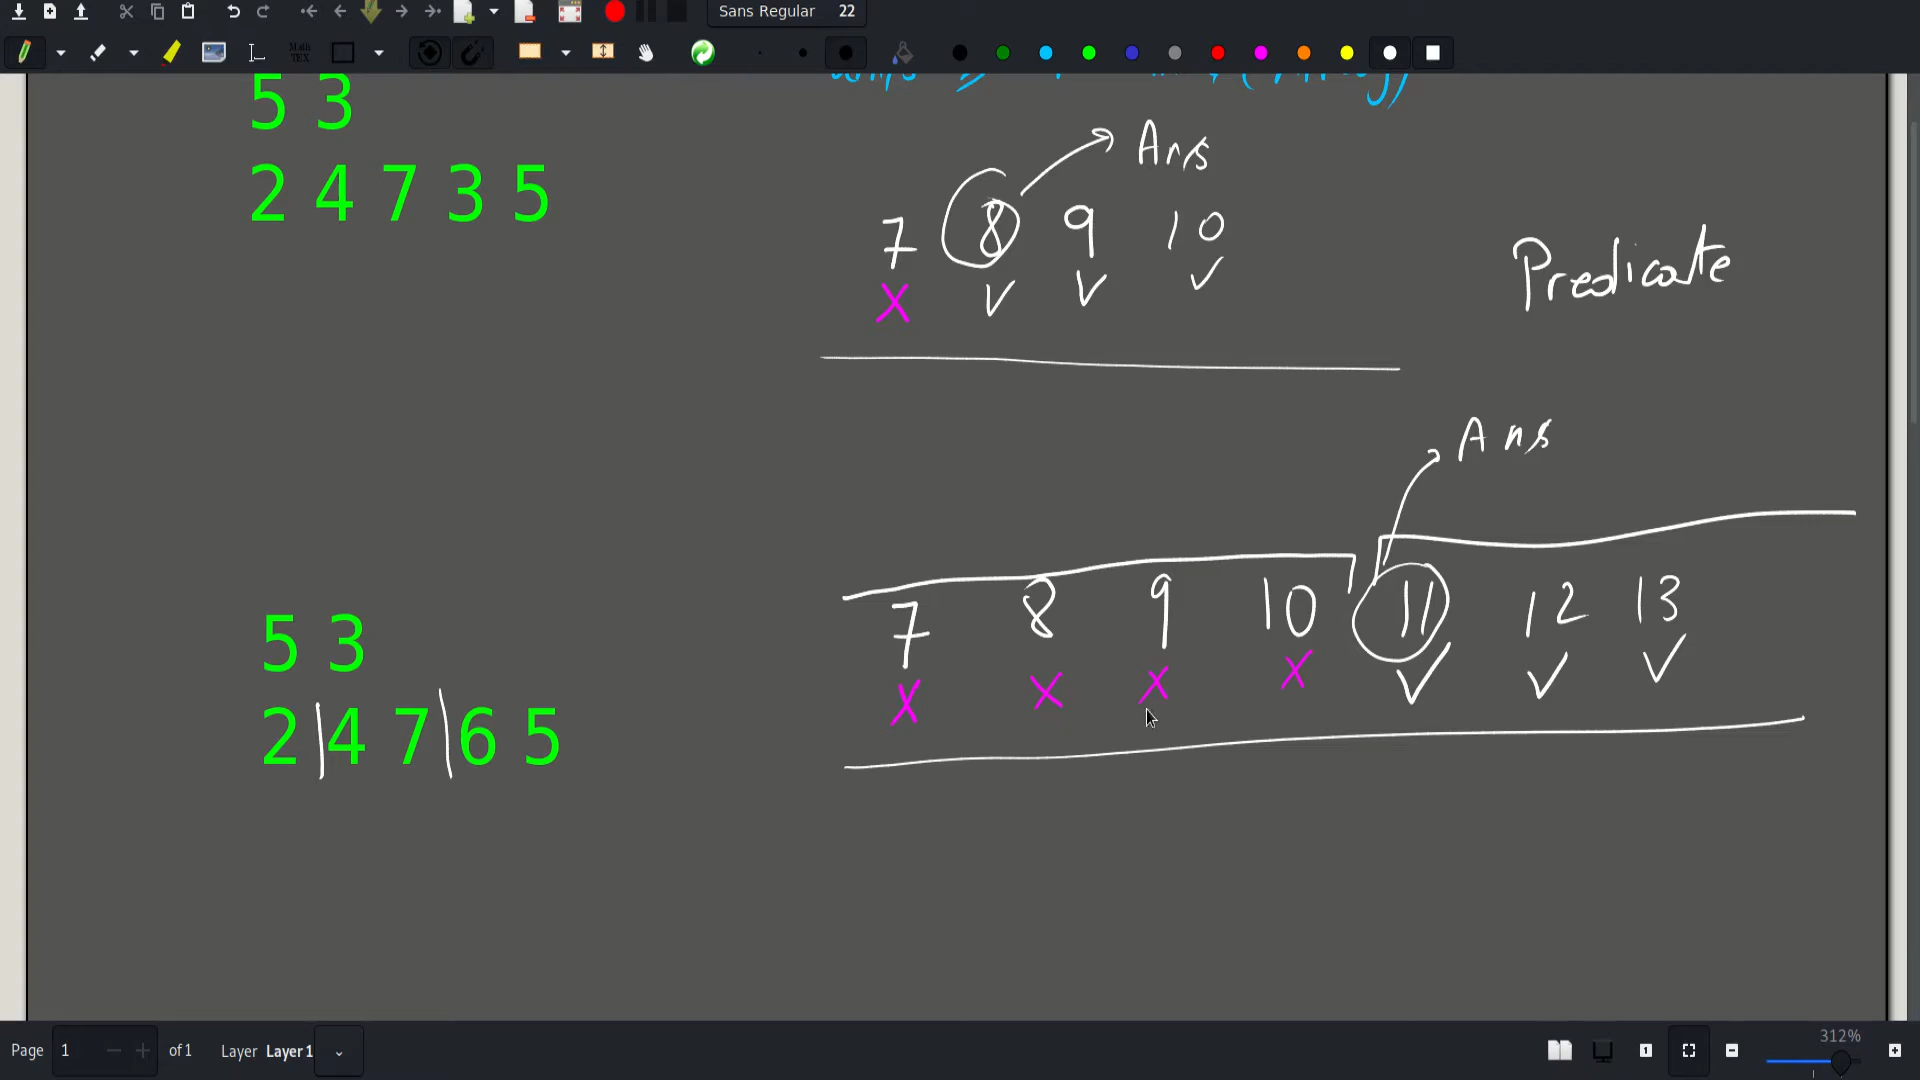 Sans Regular 22
Math
TEX
5 3
2 4 7 3 5
Ans
7 8 9 10
X V V ✓
Predicate
Ans
5 3
2|4 7|6 5
7 8 9 10 11 12 13
X X X X ✓ ✓ ✓
Page 1 of 1 Layer Layer 1
312%